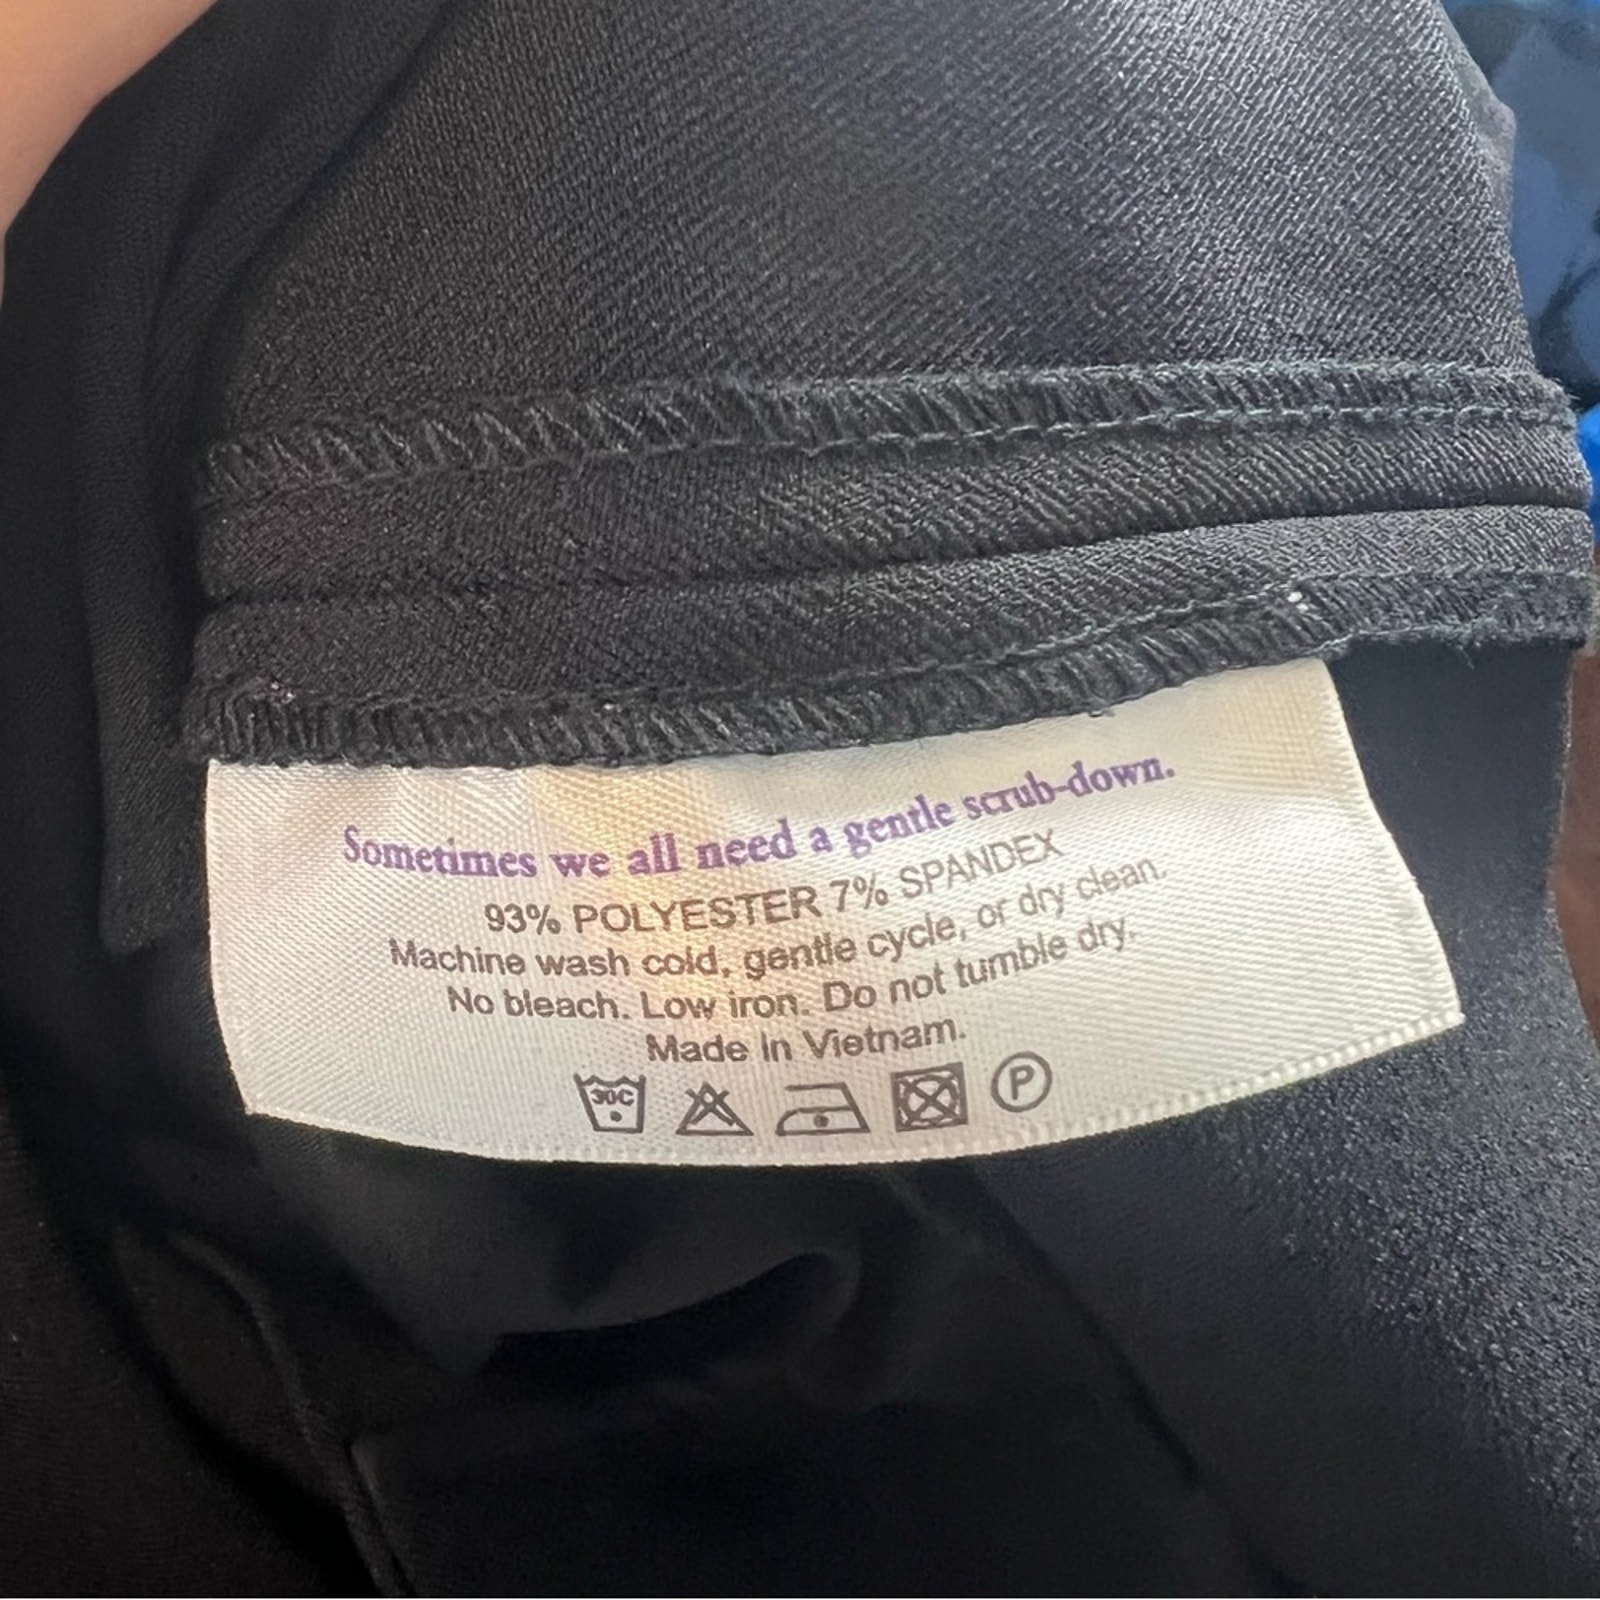 Sometimes we all need a gentle scrub-down.
93% POLYESTER 7% SPANDEX
Machine wash cold, gentle cycle, or dry clean.
No bleach. Low iron. Do not tumble dry.
Made in Vietnam.
30C P